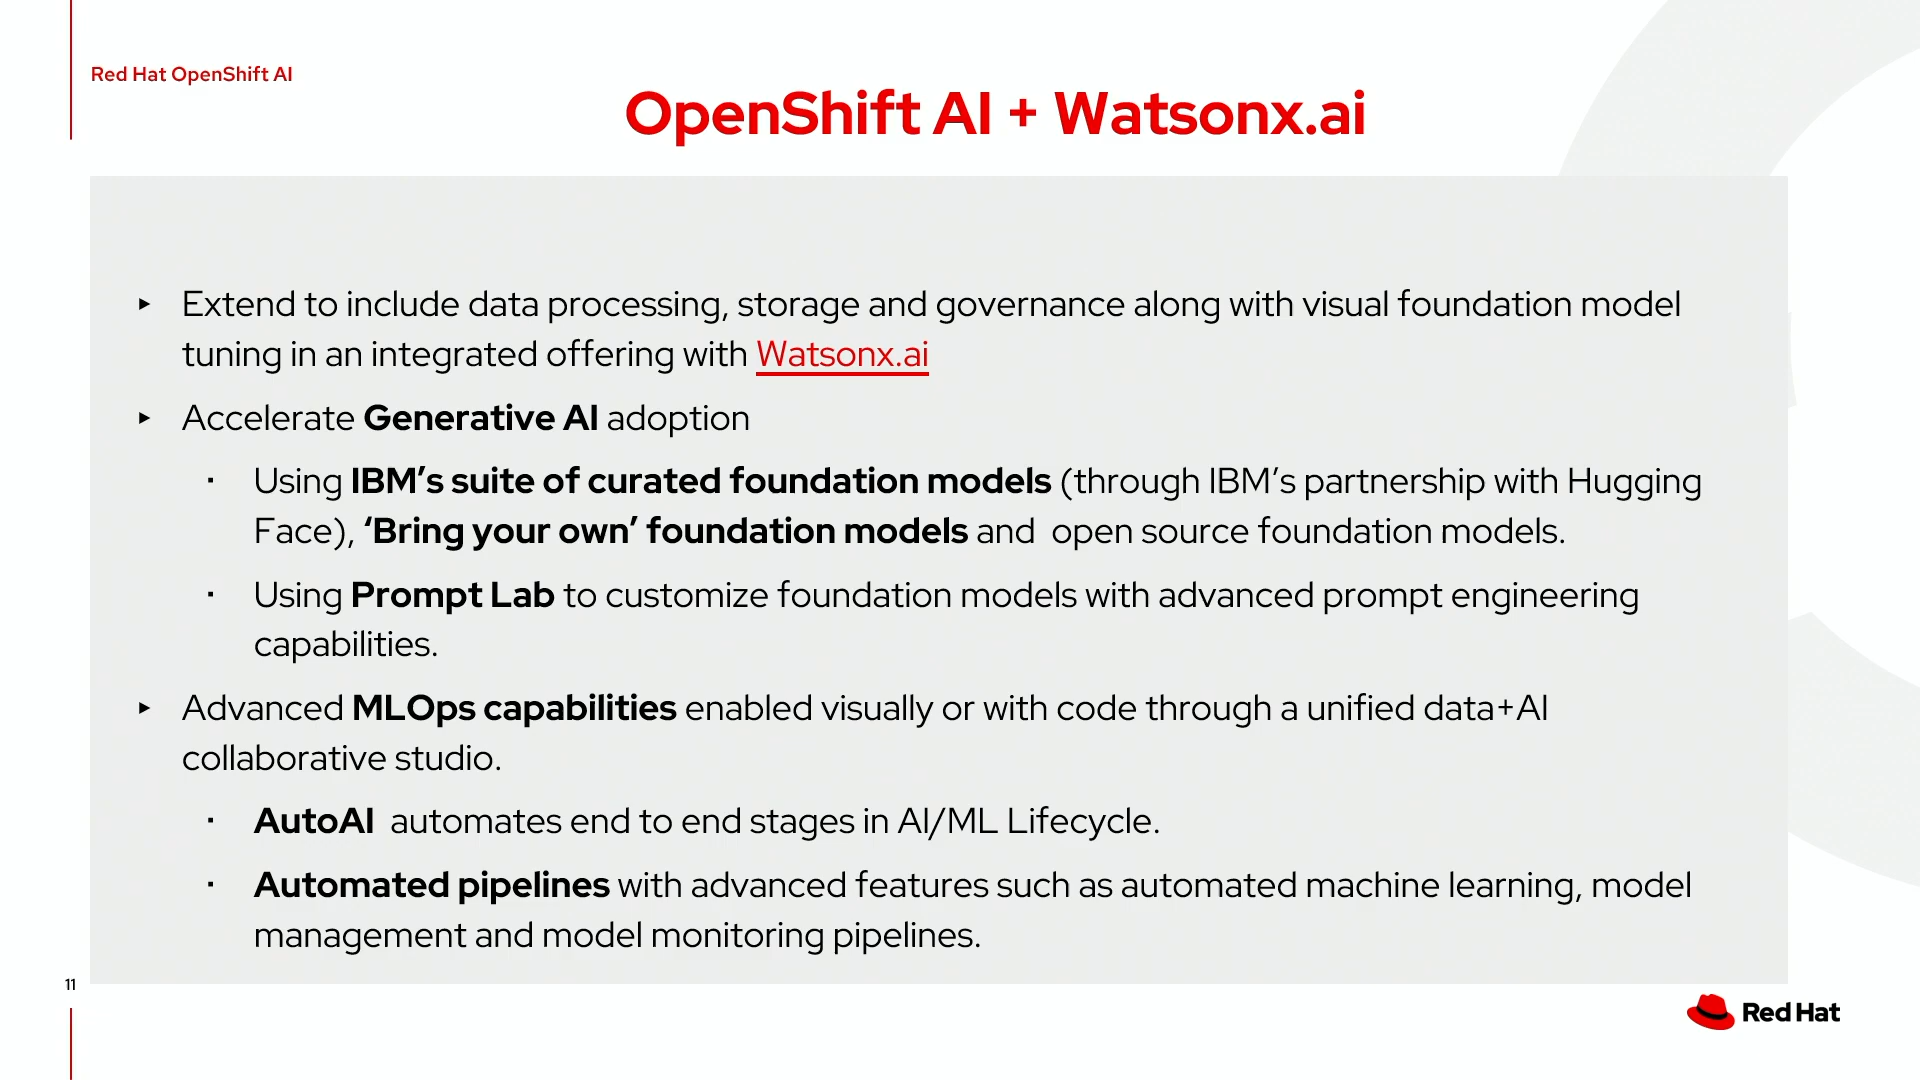 Red Hat OpenShift AI
OpenShift AI + Watsonx.ai
▸ Extend to include data processing, storage and governance along with visual foundation model
tuning in an integrated offering with Watsonx.ai
▸ Accelerate Generative AI adoption
▪ Using IBM’s suite of curated foundation models (through IBM’s partnership with Hugging
Face), ‘Bring your own’ foundation models and  open source foundation models.
▪ Using Prompt Lab to customize foundation models with advanced prompt engineering
capabilities.
▸ Advanced MLOps capabilities enabled visually or with code through a unified data+AI
collaborative studio.
▪ AutoAI  automates end to end stages in AI/ML Lifecycle.
▪ Automated pipelines with advanced features such as automated machine learning, model
management and model monitoring pipelines.
11
Red Hat